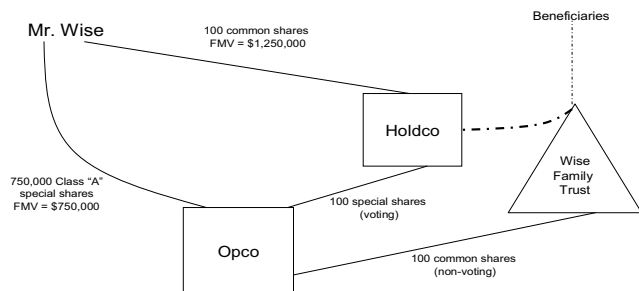 Mr. Wise
100 common shares
FMV = $1,250,000
Beneficiaries
Holdco
Wise
Family
Trust
750,000 Class “A”
special shares
FMV = $750,000
100 special shares
(voting)
Opco
100 common shares
(non-voting)